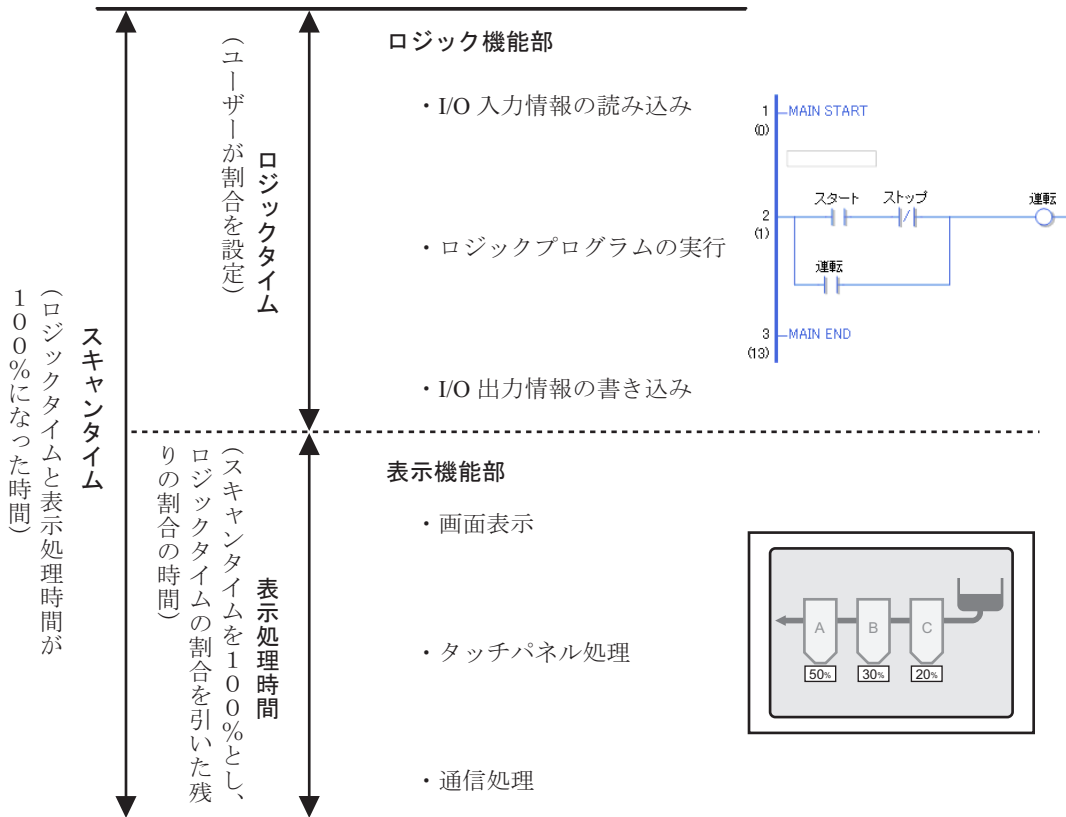 スキャンタイム
(ロジックタイムと表示処理時間が
100%になった時間)
ロジックタイム
(ユーザーが割合を設定)
ロジック機能部
・I/O 入力情報の読み込み
・ロジックプログラムの実行
・I/O 出力情報の書き込み
1
(0)
MAIN START
2
(1)
スタート
ストップ
運転
運転
3
(13)
MAIN END
表示処理時間
(スキャンタイムを100%とし、
ロジックタイムの割合を引いた残
りの割合の時間)
表示機能部
・画面表示
・タッチパネル処理
・通信処理
A
B
C
50%
30%
20%